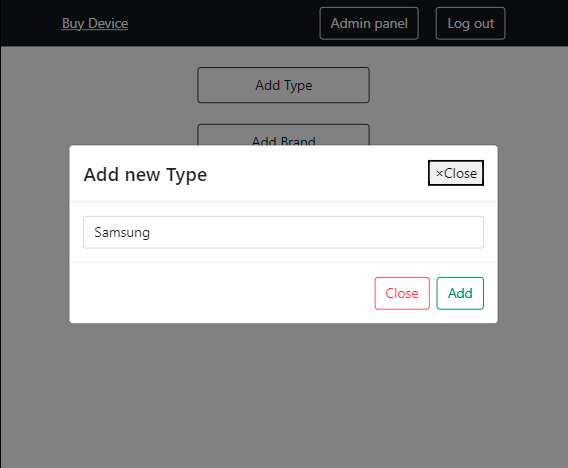 Buy Device Admin panel Log out
Add Type
Add Brand
Add new Type ×Close
Samsung
Close Add